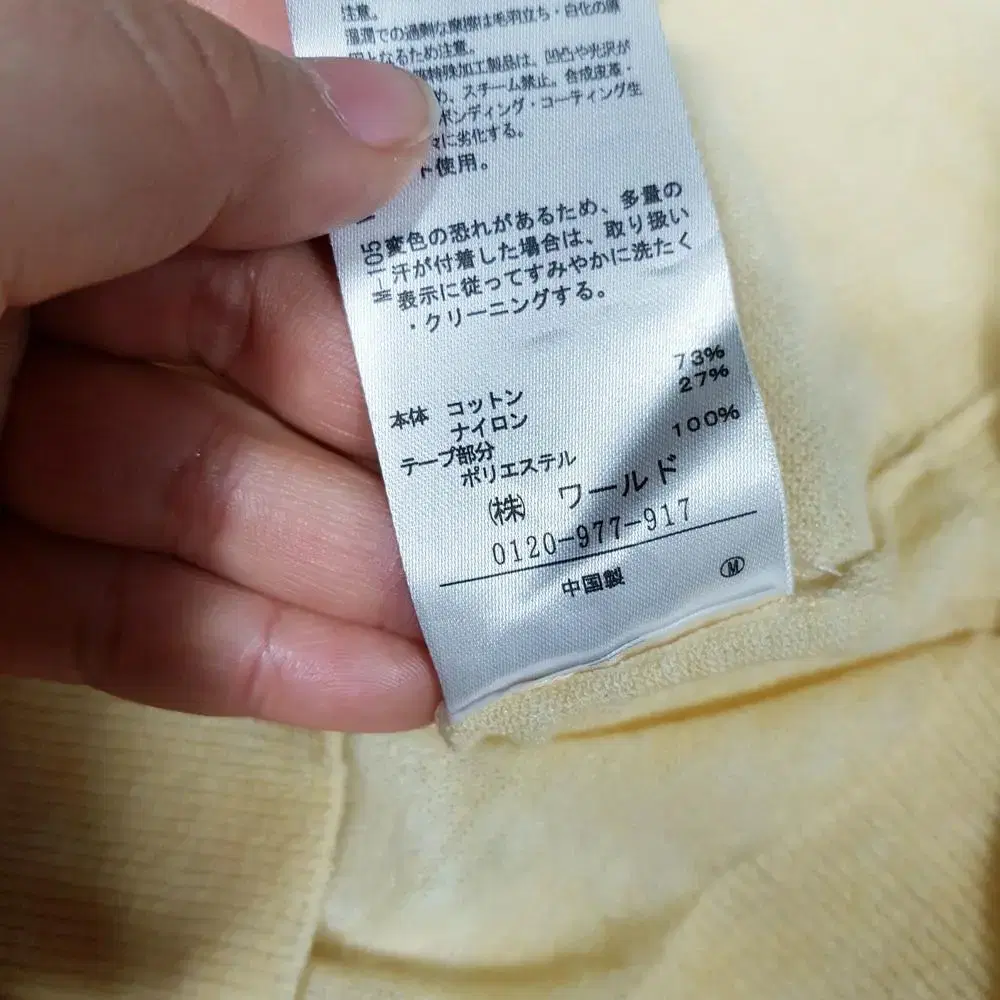 注意。
湿潤での過剰な摩擦は毛羽立ち・白化の原
因となるため注意。
特殊加工製品は、凹凸や光沢が
め、スチーム禁止。合成皮革・
ボンディング・コーティング生
々に劣化する。
ト使用。
変色の恐れがあるため、多量の
汗が付着した場合は、取り扱い
表示に従ってすみやかに洗たく
・クリーニングする。
本体 コットン 73%
ナイロン 27%
テープ部分
ポリエステル 100%
㈱ ワールド
0120-977-917
中国製 Ⓜ